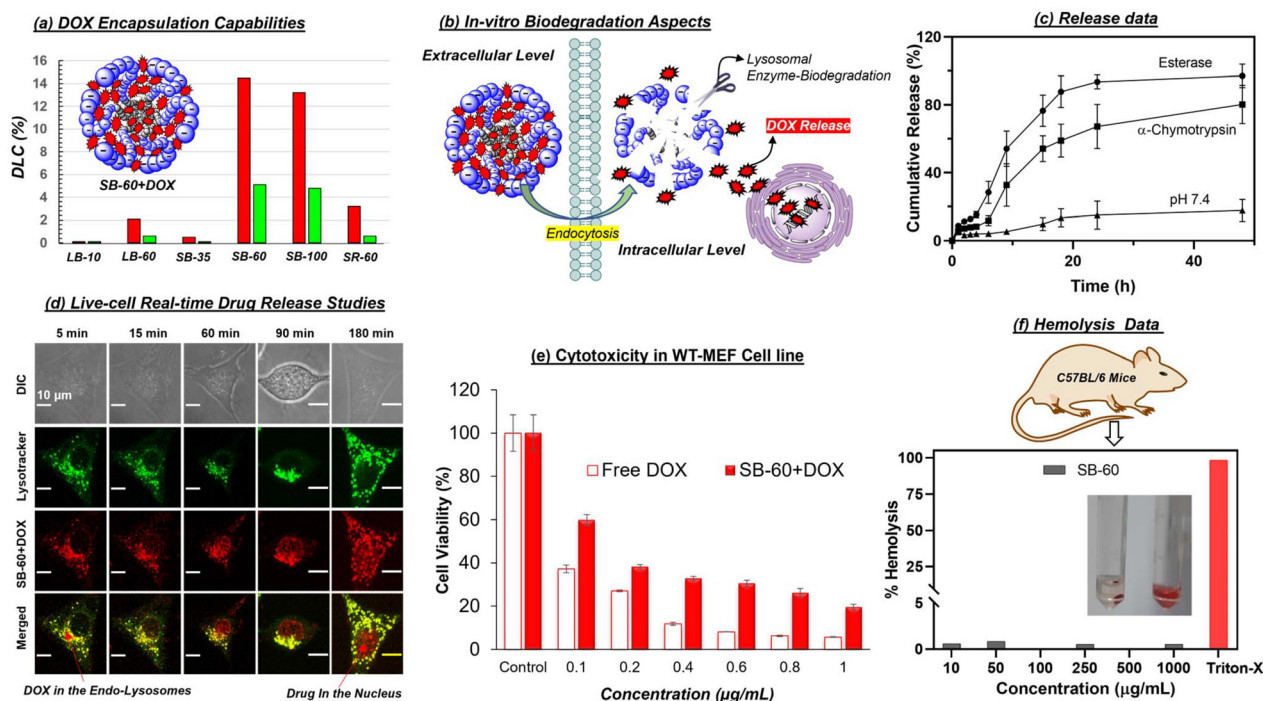 (a) DOX Encapsulation Capabilities
DLC (%)
16
14
12
10
8
6
4
2
0
SB-60+DOX
LB-10 LB-60 SB-35 SB-60 SB-100 SR-60
(b) In-vitro Biodegradation Aspects
Extracellular Level
Lysosomal
Enzyme-Biodegradation
DOX Release
Endocytosis
Intracellular Level
(c) Release data
Cumulative Release (%)
120
80
40
0
Esterase
α-Chymotrypsin
pH 7.4
0 20 40
Time (h)
(d) Live-cell Real-time Drug Release Studies
5 min 15 min 60 min 90 min 180 min
DIC
10 µm
Lysotracker
SB-60+DOX
Merged
DOX in the Endo-Lysosomes
Drug In the Nucleus
(e) Cytotoxicity in WT-MEF Cell line
Cell Viability (%)
120
100
80
60
40
20
0
Free DOX SB-60+DOX
Control 0.1 0.2 0.4 0.6 0.8 1
Concentration (µg/mL)
(f) Hemolysis Data
C57BL/6 Mice
% Hemolysis
100
75
50
25
5
0
SB-60
10 50 100 250 500 1000 Triton-X
Concentration (µg/mL)